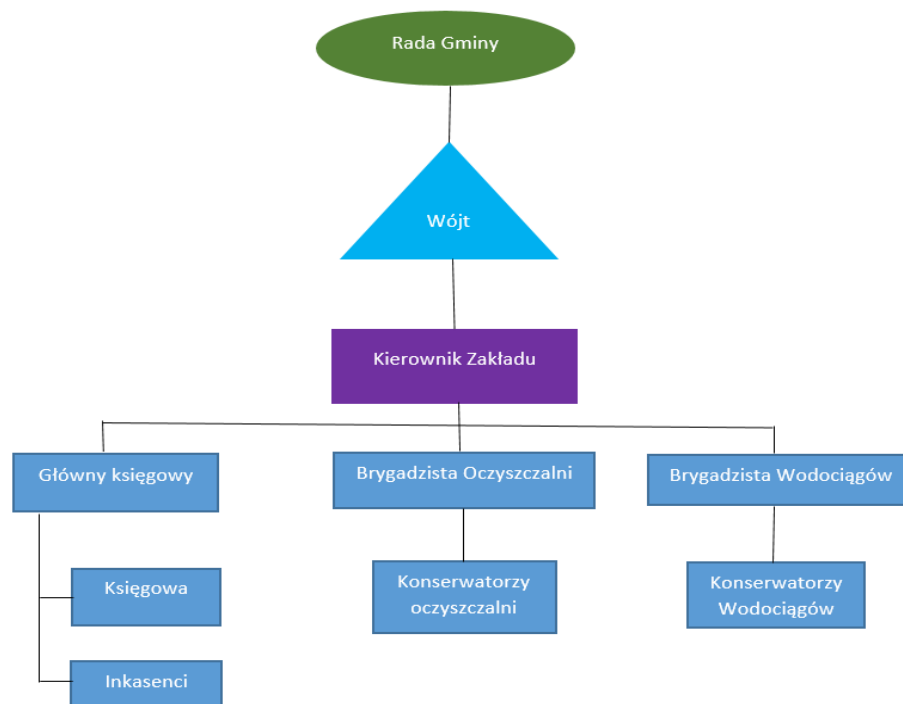 Rada Gminy
Wójt
Kierownik Zakładu
Główny księgowy
Brygadzista Oczyszczalni
Brygadzista Wodociągów
Księgowa
Konserwatorzy
oczyszczalni
Konserwatorzy
Wodociągów
Inkasenci